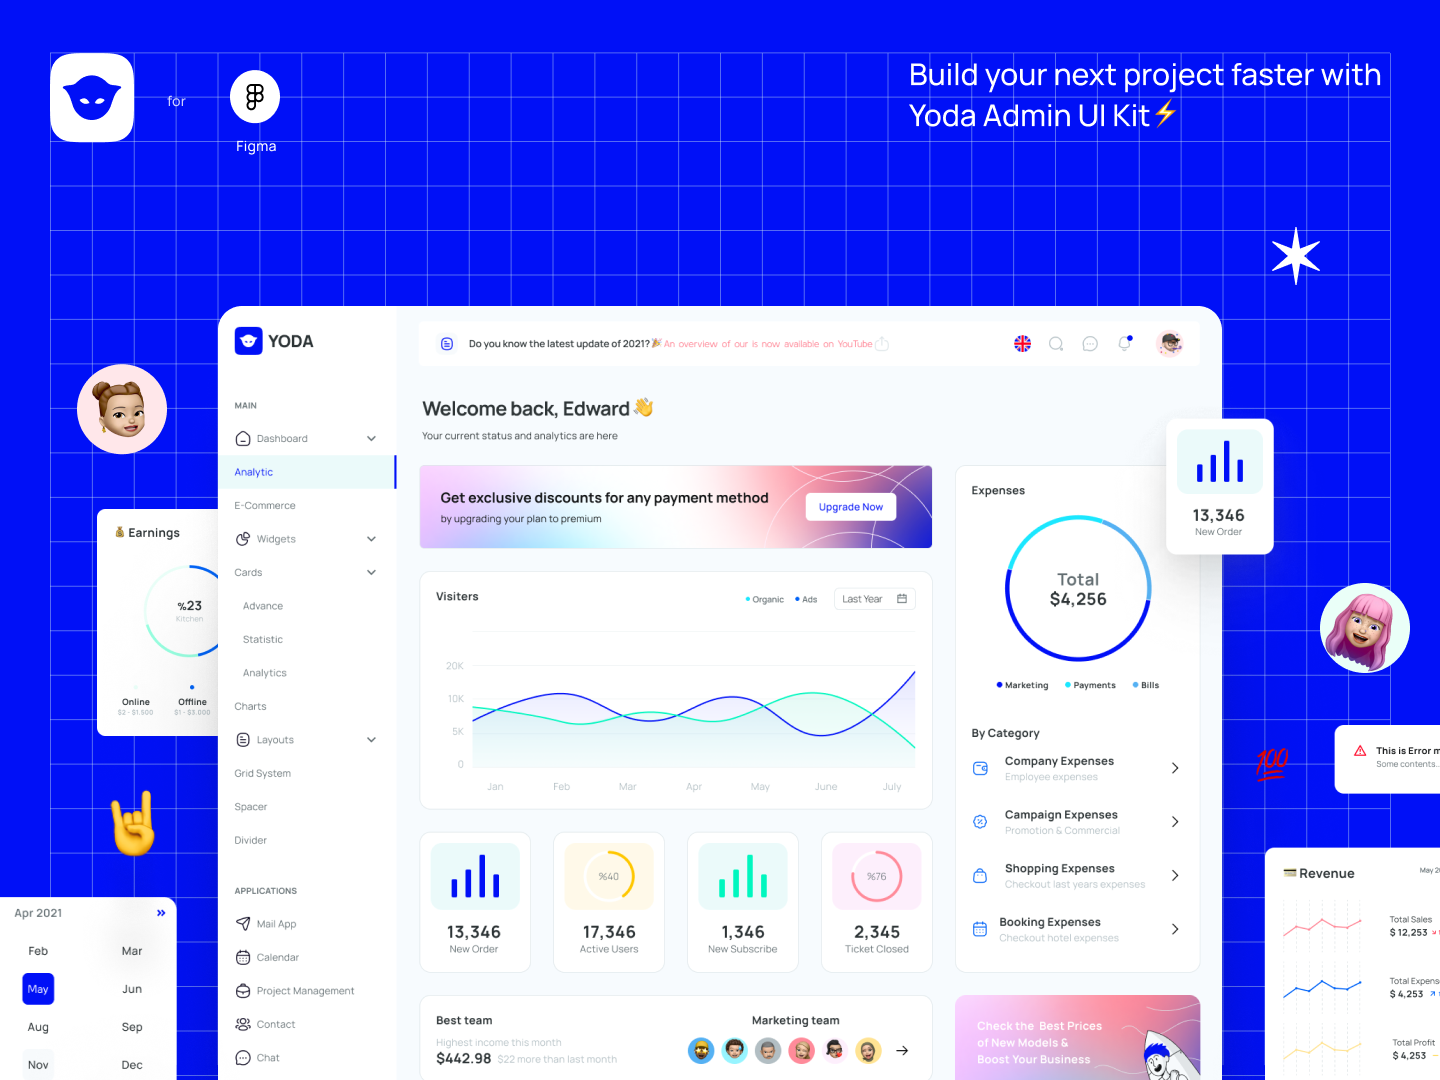 for
Figma
Build your next project faster with
Yoda Admin UI Kit⚡
YODA
MAIN
Dashboard
Analytic
E-Commerce
Widgets
Cards
Advance
Statistic
Analytics
Charts
Layouts
Grid System
Spacer
Divider
APPLICATIONS
Mail App
Calendar
Project Management
Contact
Chat
Do you know the latest update of 2021?🎉 An overview of our is now available on YouTube
Welcome back, Edward 👋
Your current status and analytics are here
Get exclusive discounts for any payment method
by upgrading your plan to premium
Upgrade Now
Visiters
Organic Ads
Last Year
20K
10K
5K
0
Jan Feb Mar Apr May June July
13,346
New Order
%40
17,346
Active Users
1,346
New Subscribe
%76
2,345
Ticket Closed
Best team
Highest income this month
$442.98 $22 more than last month
Marketing team
Expenses
Total
$4,256
Marketing Payments Bills
By Category
Company Expenses
Employee expenses
Campaign Expenses
Promotion & Commercial
Shopping Expenses
Checkout last years expenses
Booking Expenses
Checkout hotel expenses
Check the Best Prices
of New Models &
Boost Your Business
13,346
New Order
💰 Earnings
%23
Kitchen
Online Offline
$2 - $1.500 $1 - $3.000
Apr 2021 »
Feb Mar
May Jun
Aug Sep
Nov Dec
💯
This is Error m
Some contents..
💳 Revenue
May 20
Total Sales
$ 12,253
Total Expens
$ 4,253
Total Profit
$ 4,253